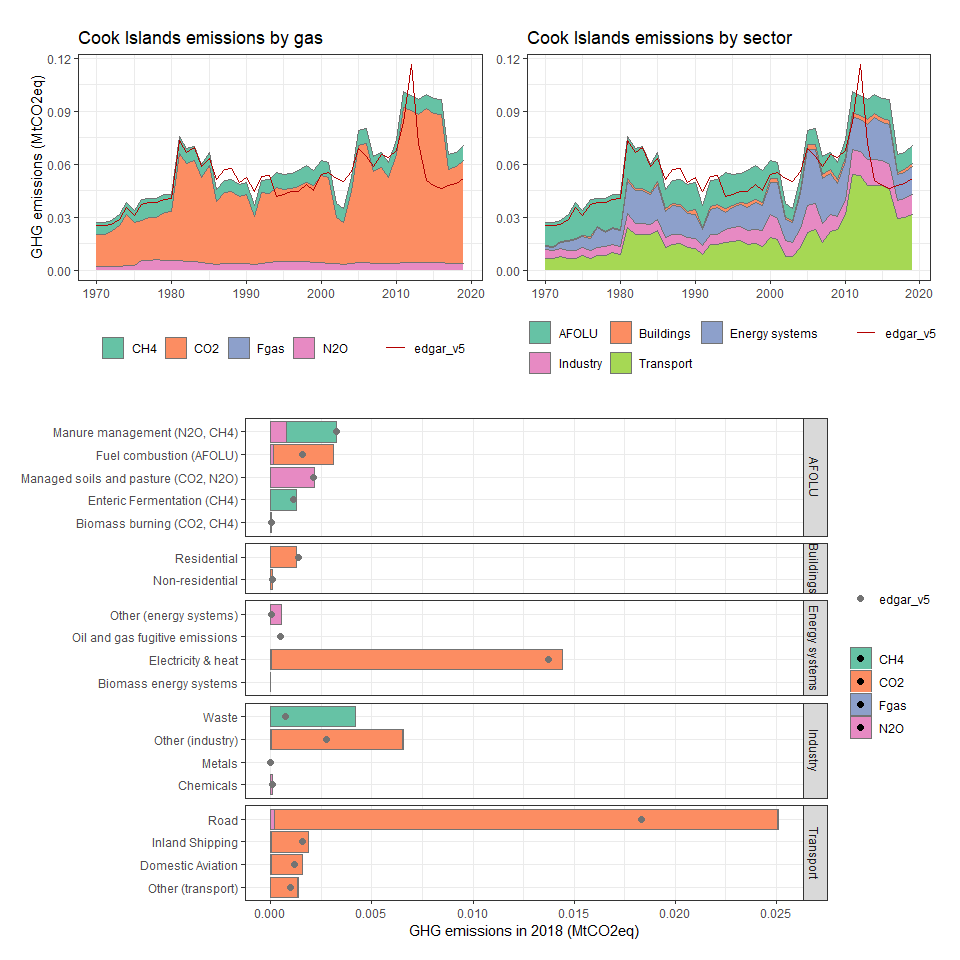 Cook Islands emissions by gas
GHG emissions (MtCO2eq)
0.12
0.09
0.06
0.03
0.00
1970 1980 1990 2000 2010 2020
CH4 CO2 Fgas N2O edgar_v5
Cook Islands emissions by sector
0.12
0.09
0.06
0.03
0.00
1970 1980 1990 2000 2010 2020
AFOLU Buildings Energy systems edgar_v5
Industry Transport
Manure management (N2O, CH4)
Fuel combustion (AFOLU)
Managed soils and pasture (CO2, N2O)
Enteric Fermentation (CH4)
Biomass burning (CO2, CH4)
AFOLU
Residential
Non-residential
Buildings
Other (energy systems)
Oil and gas fugitive emissions
Electricity & heat
Biomass energy systems
Energy systems
Waste
Other (industry)
Metals
Chemicals
Industry
Road
Inland Shipping
Domestic Aviation
Other (transport)
Transport
0.000 0.005 0.010 0.015 0.020 0.025
GHG emissions in 2018 (MtCO2eq)
edgar_v5
CH4
CO2
Fgas
N2O